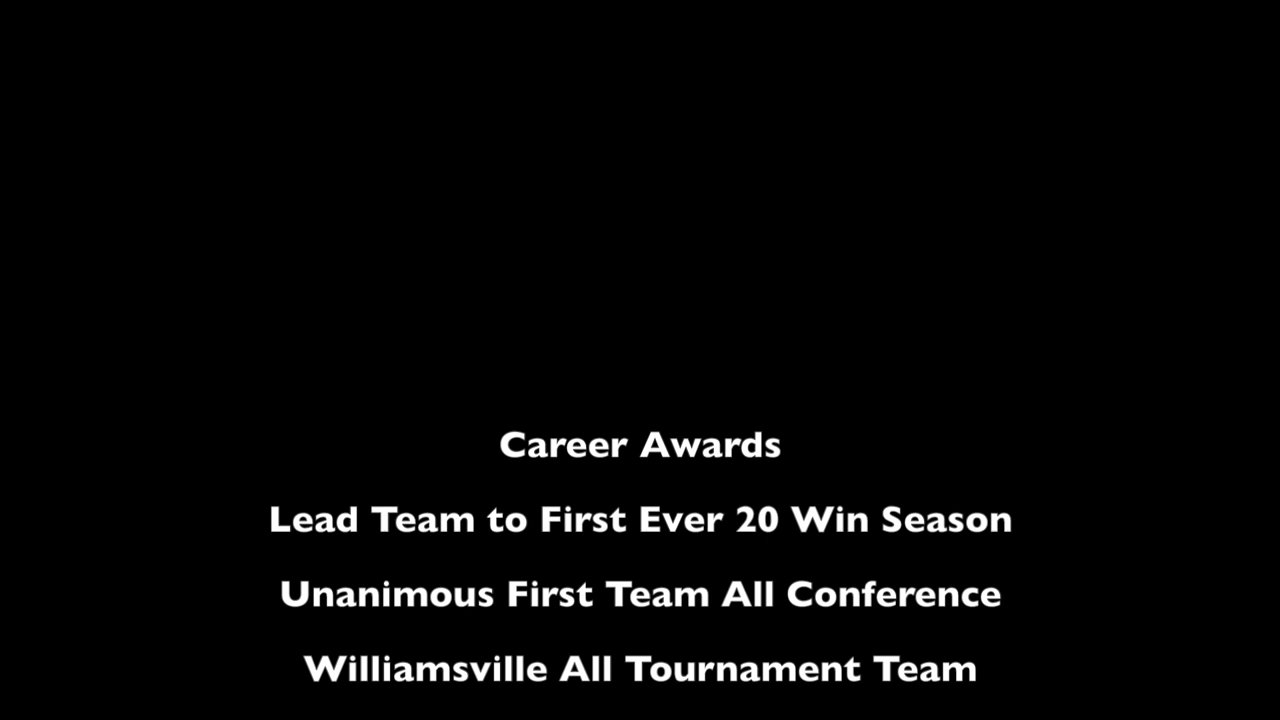 Career Awards
Lead Team to First Ever 20 Win Season
Unanimous First Team All Conference
Williamsville All Tournament Team